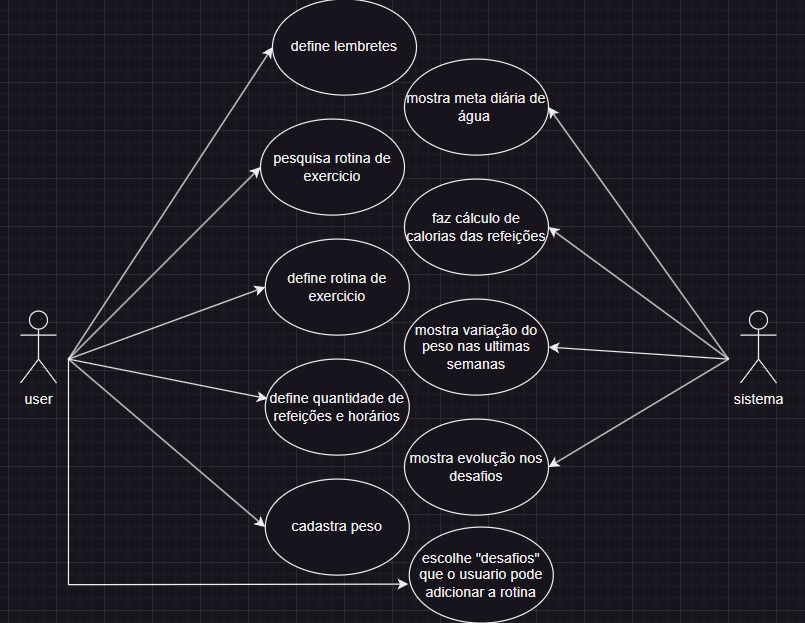 define lembretes
mostra meta diária de
água
pesquisa rotina de
exercicio
faz cálculo de
calorias das refeições
define rotina de
exercicio
mostra variação do
peso nas ultimas
semanas
user
sistema
define quantidade de
refeições e horários
mostra evolução nos
desafios
cadastra peso
escolhe "desafios"
que o usuario pode
adicionar a rotina